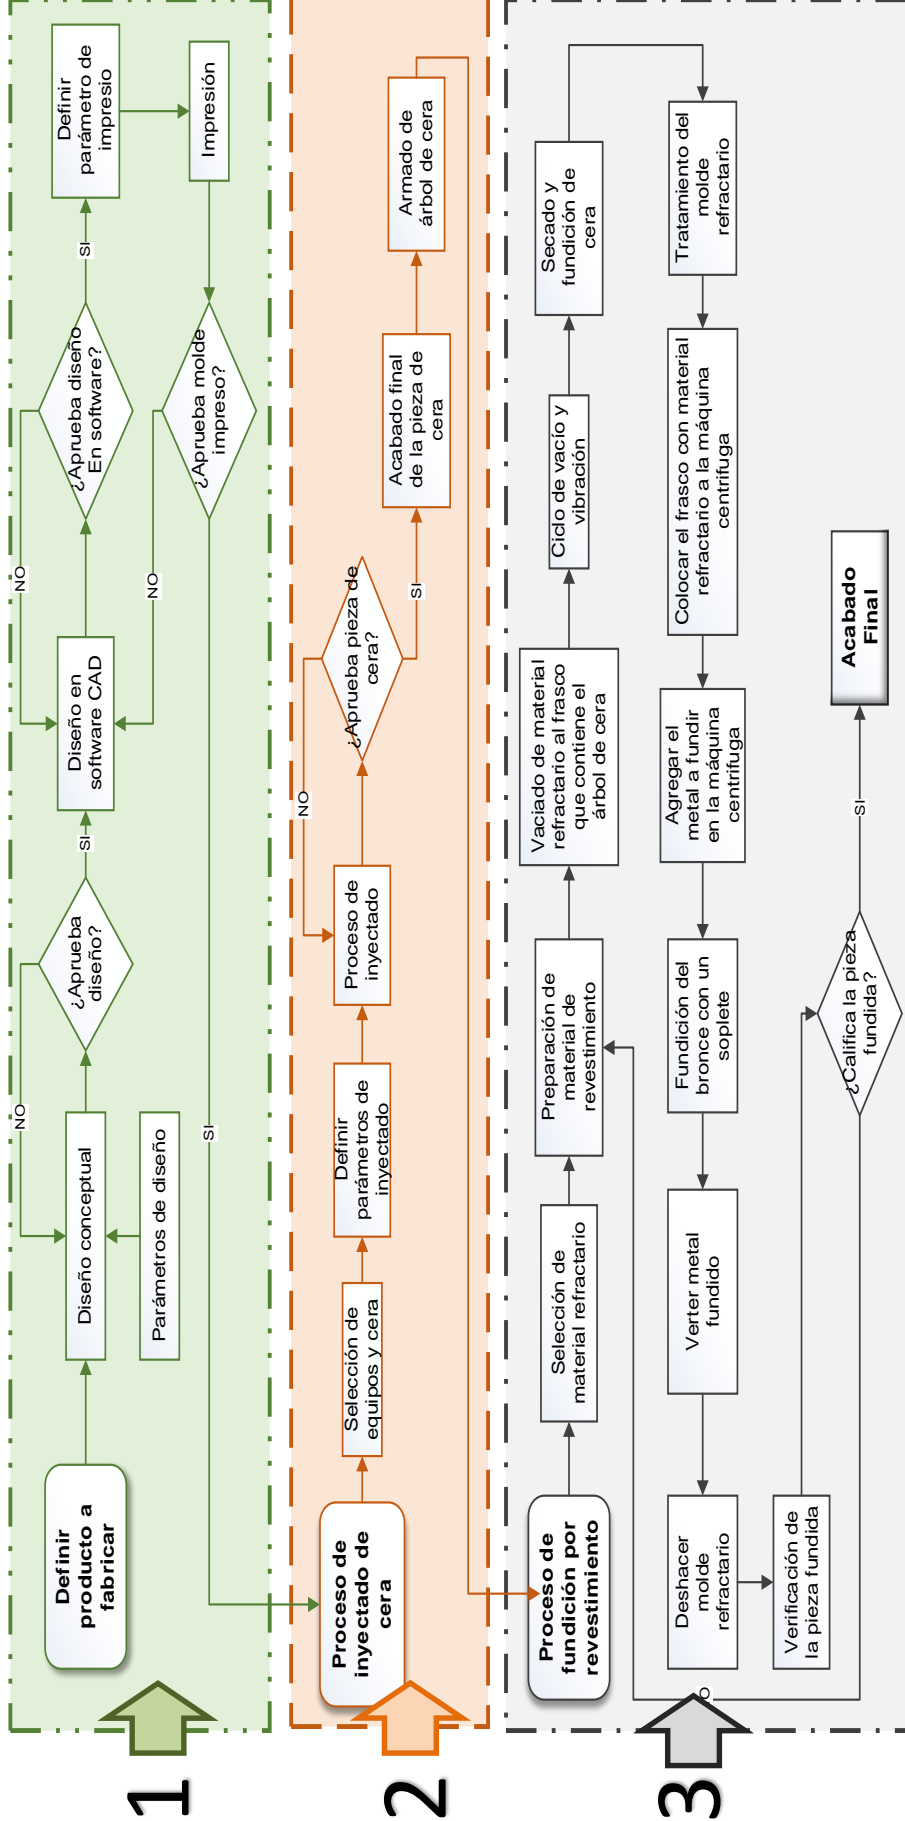 1
Definir
producto a
fabricar
Diseño conceptual
Parámetros de diseño
NO
¿Aprueba
diseño?
SI
Diseño en
software CAD
NO
¿Aprueba diseño
En software?
SI
Definir
parámetro de
impresio
Impresión
¿Aprueba molde
impreso?
NO
SI
2
Proceso de
inyectado de
cera
Selección de
equipos y cera
Definir
parámetros de
inyectado
Proceso de
inyectado
NO
¿Aprueba pieza de
cera?
SI
Acabado final
de la pieza de
cera
Armado de
árbol de cera
3
Proceso de
fundición por
revestimiento
Selección de
material refractario
Preparación de
material de
revestimiento
Vaciado de material
refractario al frasco
que contiene el
árbol de cera
Ciclo de vacío y
vibración
Secado y
fundición de
cera
Tratamiento del
molde
refractario
Colocar el frasco con material
refractario a la máquina
centrifuga
Agregar el
metal a fundir
en la máquina
centrifuga
Fundición del
bronce con un
soplete
Verter metal
fundido
Deshacer
molde
refractario
Verificación de
la pieza fundida
¿Califica la pieza
fundida?
O
SI
Acabado
Final